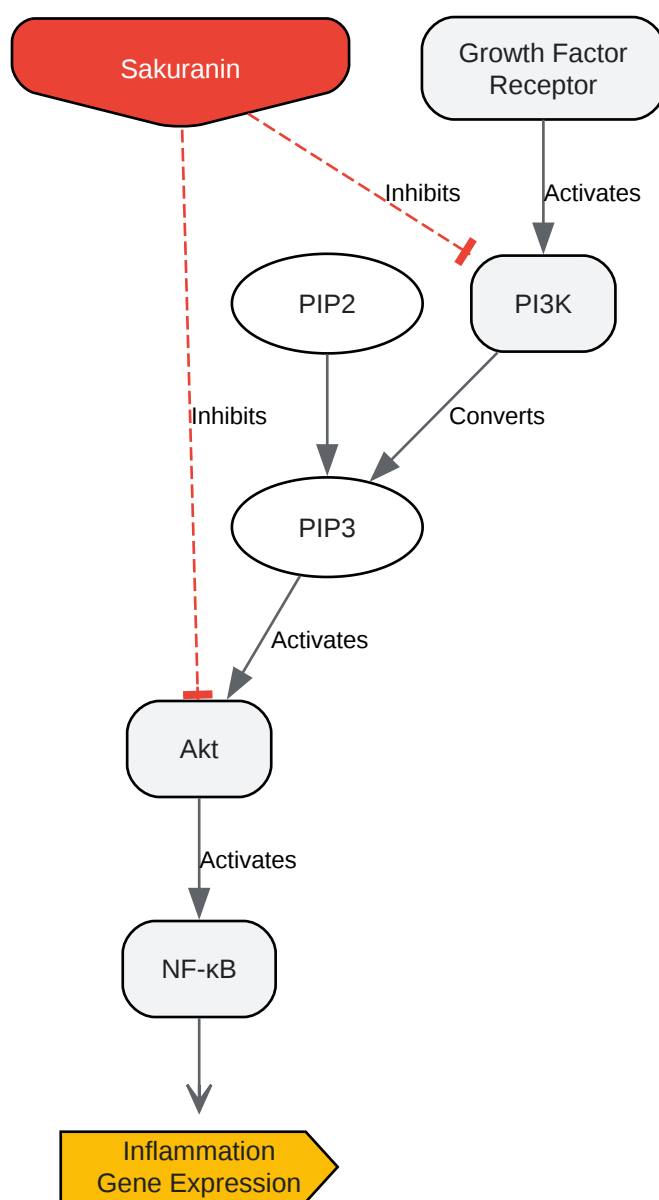 Sakuranin
Growth Factor
Receptor
Inhibits
Activates
PIP2
PI3K
Inhibits
Converts
PIP3
Activates
Akt
Activates
NF-κB
Inflammation
Gene Expression